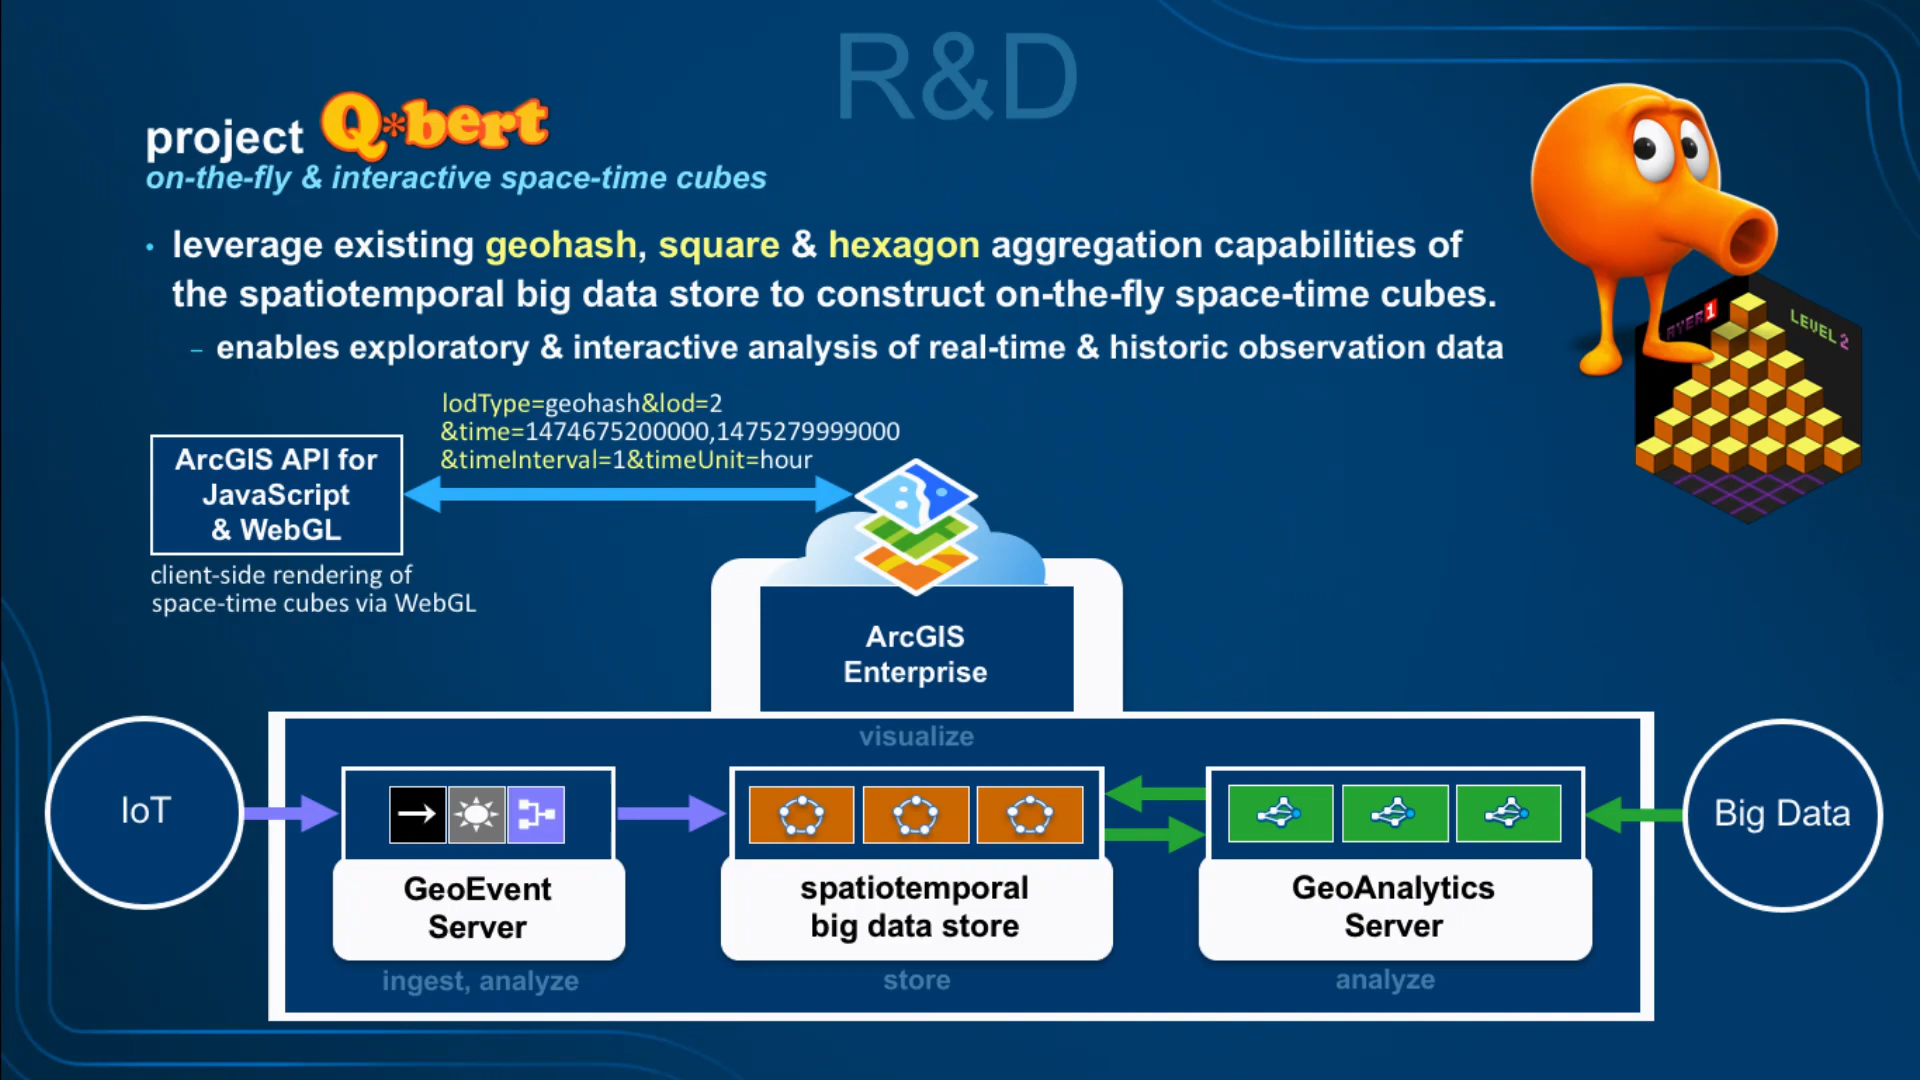 R&D
project Q*bert
on-the-fly & interactive space-time cubes
• leverage existing geohash, square & hexagon aggregation capabilities of
the spatiotemporal big data store to construct on-the-fly space-time cubes.
– enables exploratory & interactive analysis of real-time & historic observation data
AYER 1
LEVEL 2
lodType=geohash&lod=2
&time=1474675200000,1475279999000
&timeInterval=1&timeUnit=hour
ArcGIS API for
JavaScript
& WebGL
client-side rendering of
space-time cubes via WebGL
ArcGIS
Enterprise
visualize
IoT
Big Data
GeoEvent
Server
spatiotemporal
big data store
GeoAnalytics
Server
ingest, analyze
store
analyze